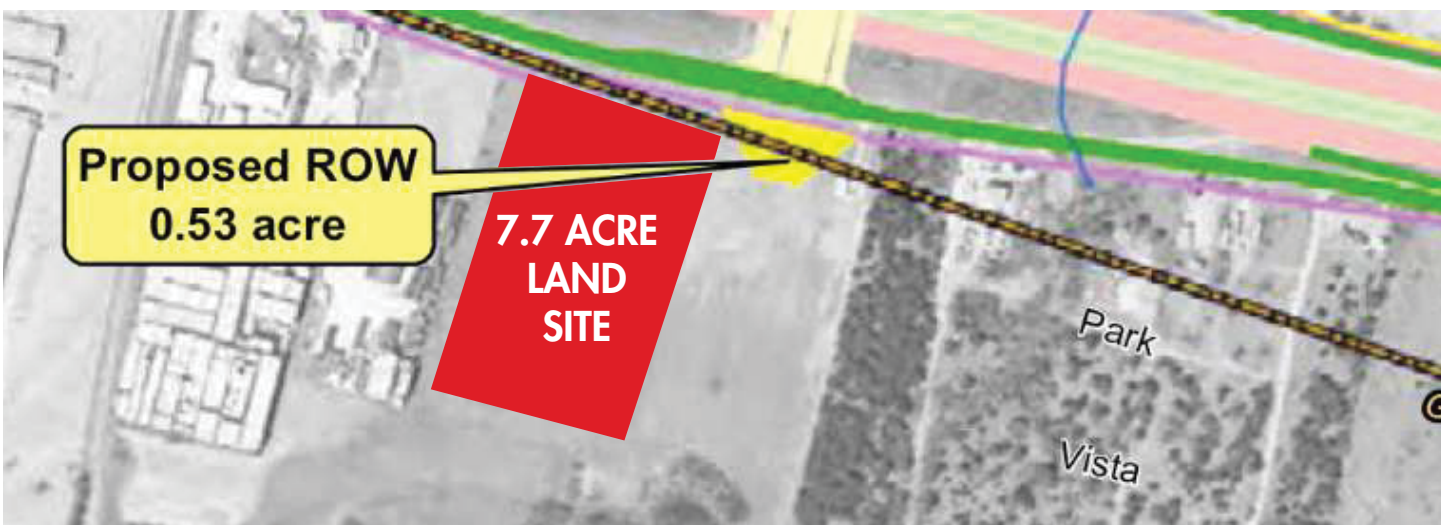 Proposed ROW
0.53 acre
7.7 ACRE
LAND
SITE
Park
Vista
G